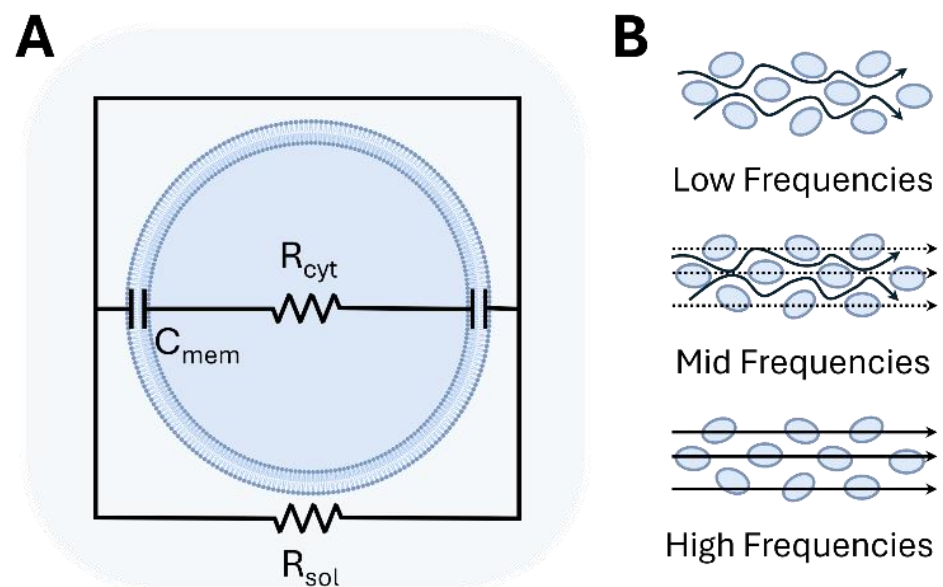 A
B
R_cyt
C_mem
R_sol
Low Frequencies
Mid Frequencies
High Frequencies